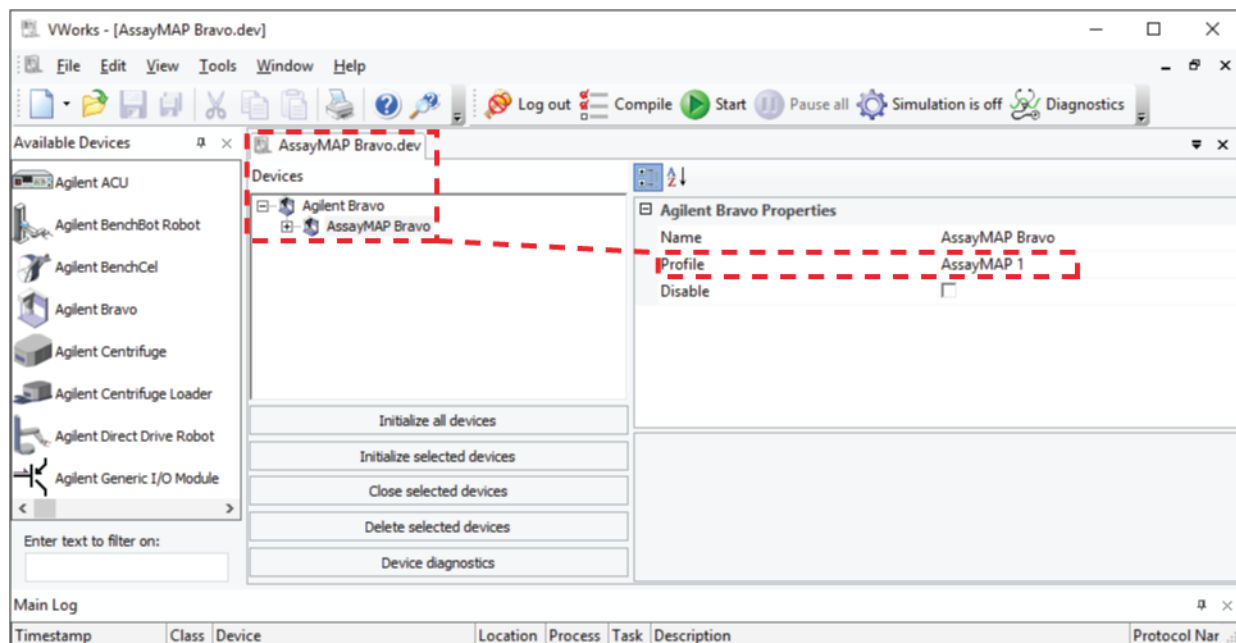 VWorks - [AssayMAP Bravo.dev]
File Edit View Tools Window Help
Log out Compile Start Pause all Simulation is off Diagnostics
Available Devices
Agilent ACU
Agilent BenchBot Robot
Agilent BenchCel
Agilent Bravo
Agilent Centrifuge
Agilent Centrifuge Loader
Agilent Direct Drive Robot
Agilent Generic I/O Module
Enter text to filter on:
AssayMAP Bravo.dev
Devices
Agilent Bravo
AssayMAP Bravo
Initialize all devices
Initialize selected devices
Close selected devices
Delete selected devices
Device diagnostics
Agilent Bravo Properties
Name AssayMAP Bravo
Profile AssayMAP 1
Disable
Main Log
Timestamp Class Device Location Process Task Description Protocol Nar